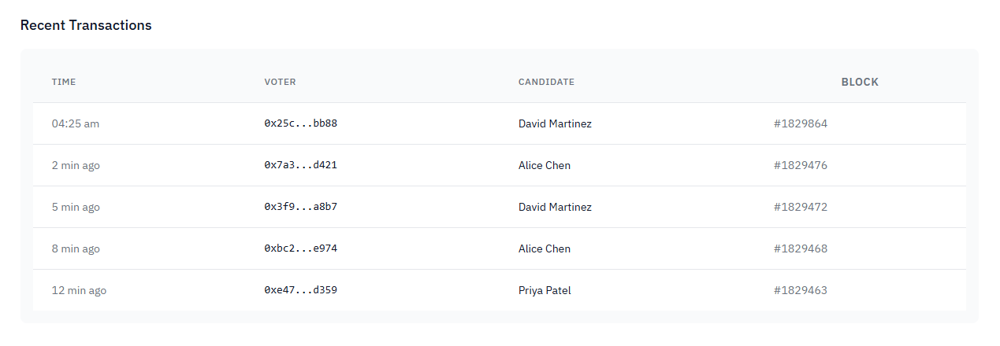 Recent Transactions
TIME VOTER CANDIDATE BLOCK
04:25 am 0x25c...bb88 David Martinez #1829864
2 min ago 0x7a3...d421 Alice Chen #1829476
5 min ago 0x3f9...a8b7 David Martinez #1829472
8 min ago 0xbc2...e974 Alice Chen #1829468
12 min ago 0xe47...d359 Priya Patel #1829463